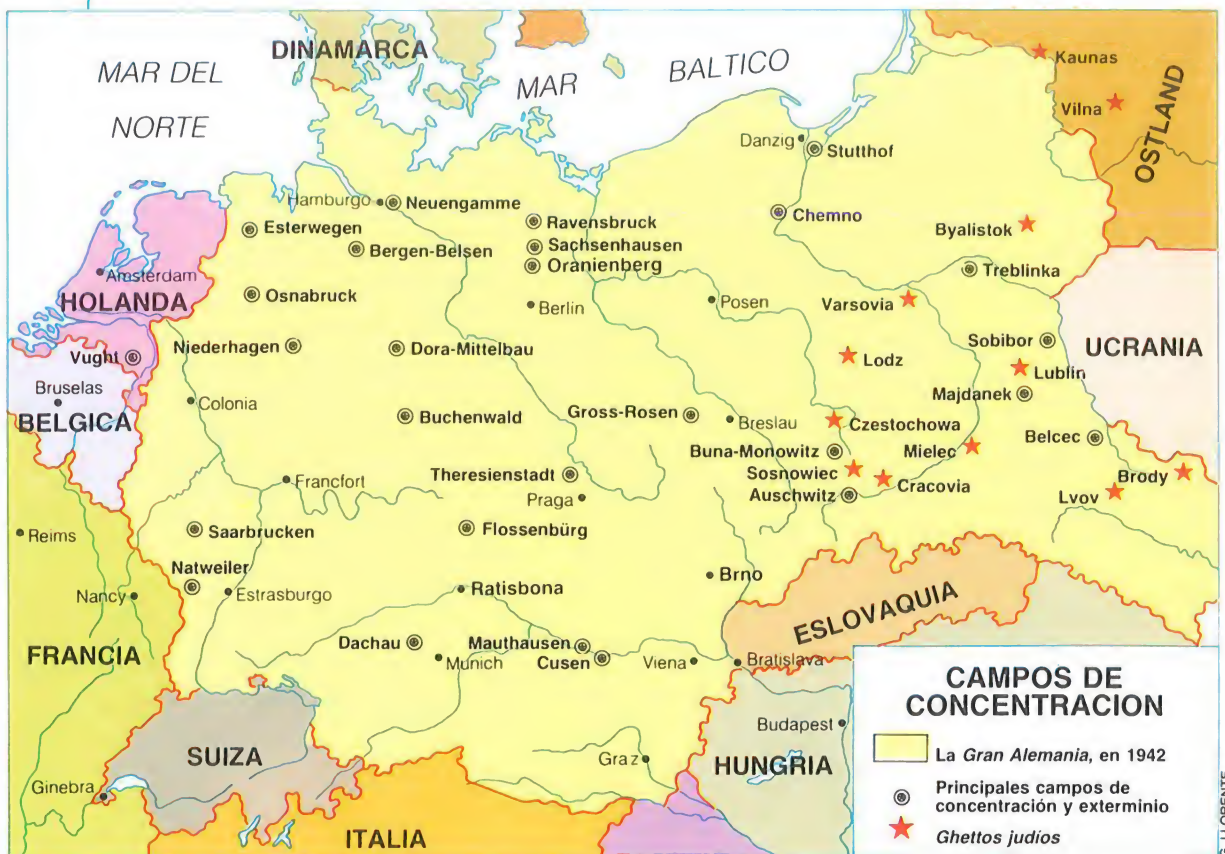 DINAMARCA
MAR DEL
NORTE
MAR
BALTICO
Kaunas
Vilna
OSTLAND
Danzig
Stutthof
Hamburgo
Neuengamme
Esterwegen
Bergen-Belsen
Ravensbruck
Sachsenhausen
Oranienberg
Chemno
Byalistok
Treblinka
Amsterdam
HOLANDA
Osnabruck
Berlin
Posen
Varsovia
Vught
Niederhagen
Dora-Mittelbau
Lodz
Sobibor
Lublin
UCRANIA
Bruselas
BELGICA
Colonia
Buchenwald
Gross-Rosen
Breslau
Czestochowa
Majdanek
Buna-Monowitz
Mielec
Belcec
Francfort
Theresienstadt
Praga
Sosnowiec
Auschwitz
Cracovia
Lvov
Brody
Reims
Saarbrucken
Flossenbürg
Natweiler
Nancy
Estrasburgo
Ratisbona
Brno
ESLOVAQUIA
FRANCIA
Dachau
Munich
Mauthausen
Cusen
Viena
Bratislava
SUIZA
Ginebra
Graz
Budapest
HUNGRIA
ITALIA
CAMPOS DE
CONCENTRACION
La Gran Alemania, en 1942
Principales campos de
concentración y exterminio
Ghettos judíos
G. LLORENTE